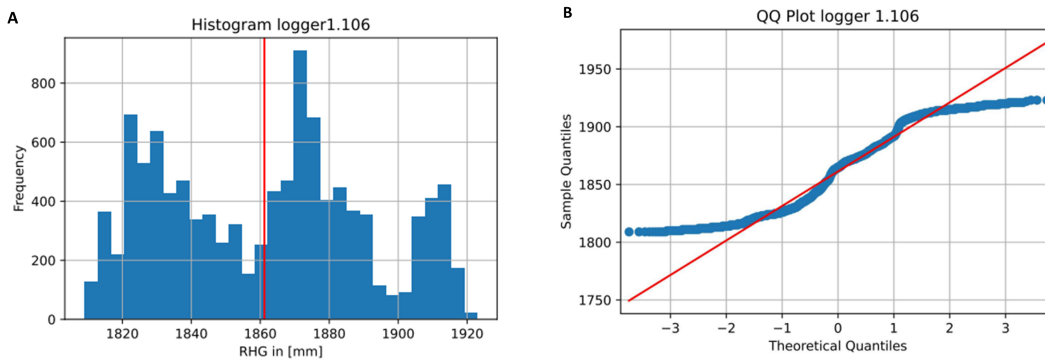 A
Histogram logger1.106
Frequency
800
600
400
200
0
1820 1840 1860 1880 1900 1920
RHG in [mm]
B
QQ Plot logger 1.106
Sample Quantiles
1950
1900
1850
1800
1750
−3 −2 −1 0 1 2 3
Theoretical Quantiles